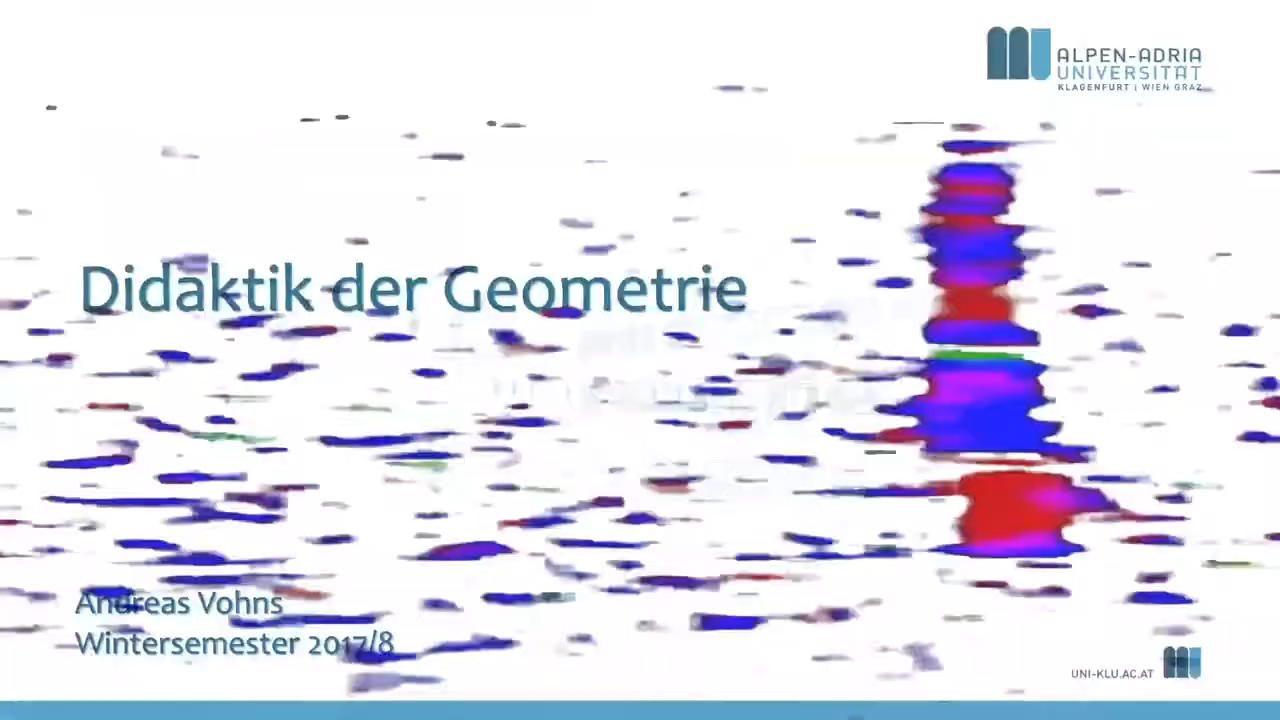 ALPEN-ADRIA
UNIVERSITÄT
KLAGENFURT | WIEN GRAZ
Didaktik der Geometrie
Andreas Vohns
Wintersemester 2017/8
UNI-KLU.AC.AT